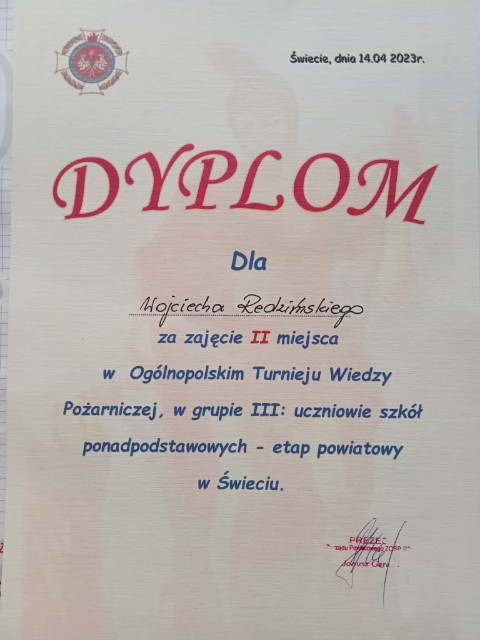 Świecie, dnia 14.04 2023r.
DYPLOM
Dla
Wojciecha Redzimskiego
za zajęcie II miejsca
w Ogólnopolskim Turnieju Wiedzy
Pożarniczej, w grupie III: uczniowie szkół
ponadpodstawowych - etap powiatowy
w Świeciu.
PREZES